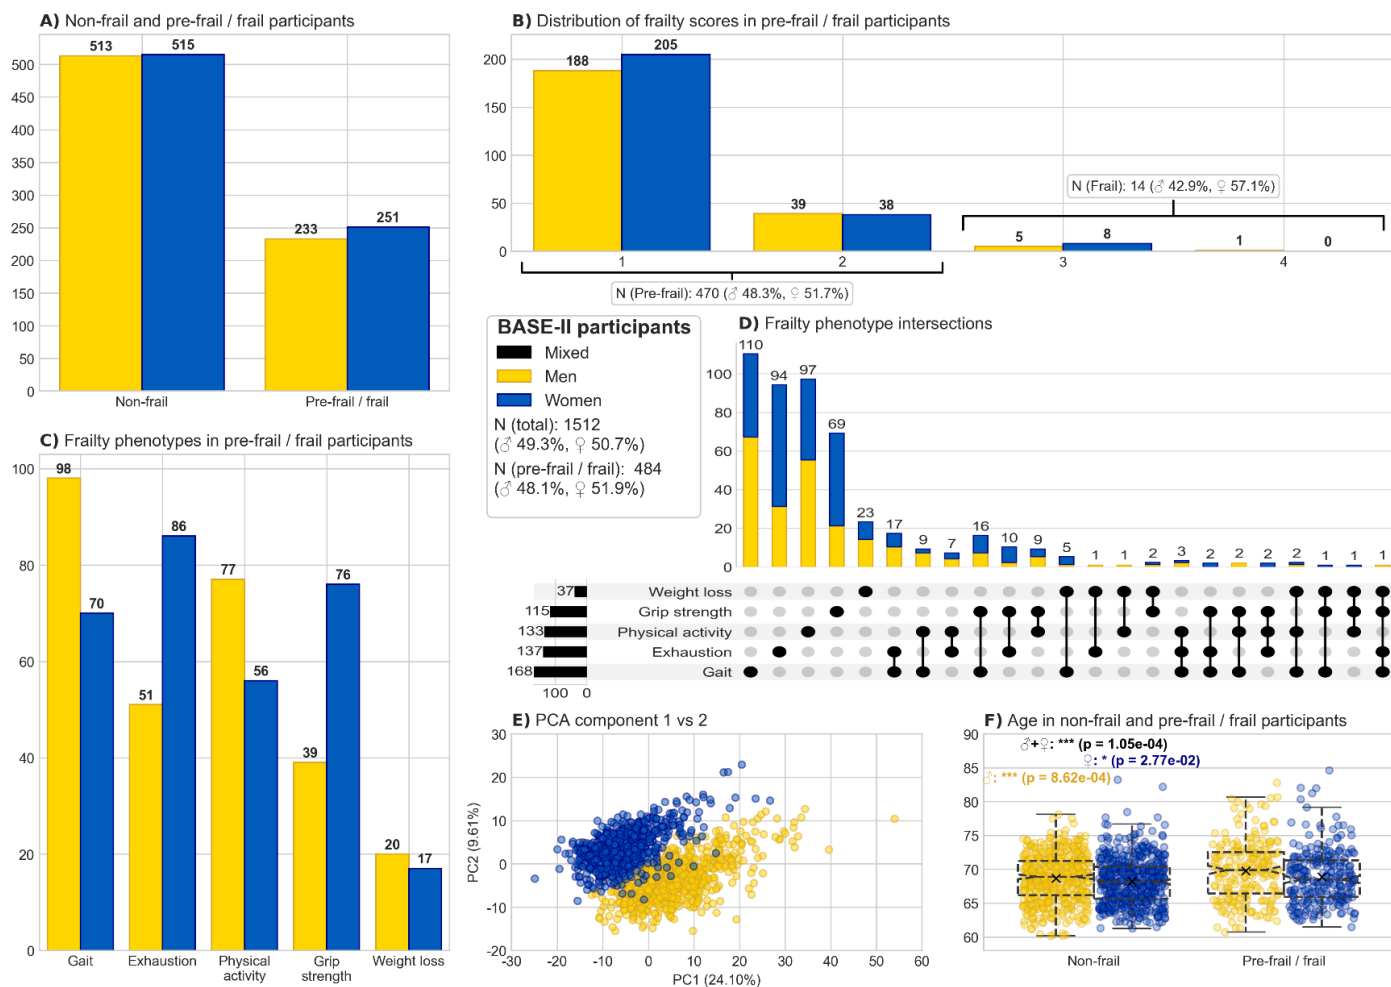 A) Non-frail and pre-frail / frail participants
513
515
233
251
500
450
400
350
300
250
200
150
100
50
0
Non-frail
Pre-frail / frail
B) Distribution of frailty scores in pre-frail / frail participants
188
205
39
38
5
8
1
0
200
150
100
50
0
1
2
3
4
N (Frail): 14 (♂ 42.9%, ♀ 57.1%)
N (Pre-frail): 470 (♂ 48.3%, ♀ 51.7%)
BASE-II participants
Mixed
Men
Women
N (total): 1512
(♂ 49.3%, ♀ 50.7%)
N (pre-frail / frail): 484
(♂ 48.1%, ♀ 51.9%)
C) Frailty phenotypes in pre-frail / frail participants
98
70
51
86
77
56
39
76
20
17
100
80
60
40
20
0
Gait
Exhaustion
Physical
activity
Grip
strength
Weight loss
D) Frailty phenotype intersections
110
94
97
69
23
17
9
7
16
10
9
5
1
1
2
3
2
2
2
2
1
1
1
100
80
60
40
20
0
37
Weight loss
115
Grip strength
133
Physical activity
137
Exhaustion
168
Gait
100
0
E) PCA component 1 vs 2
30
20
10
0
-10
-20
PC2 (9.61%)
-30
-20
-10
0
10
20
30
40
50
60
PC1 (24.10%)
F) Age in non-frail and pre-frail / frail participants
♂+♀: *** (p = 1.05e-04)
♀: * (p = 2.77e-02)
♂: *** (p = 8.62e-04)
90
85
80
75
70
65
60
Non-frail
Pre-frail / frail